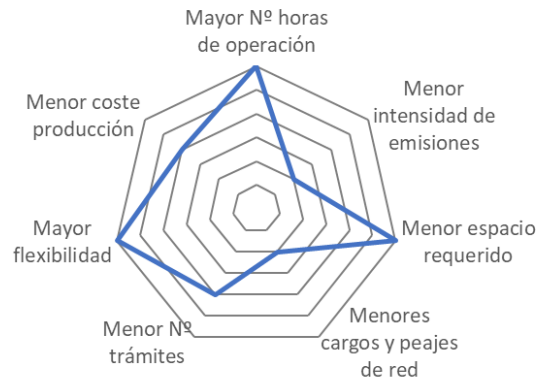 Mayor Nº horas
de operación
Menor
intensidad de
emisiones
Menor espacio
requerido
Menores
cargos y peajes
de red
Menor Nº
trámites
Mayor
flexibilidad
Menor coste
producción